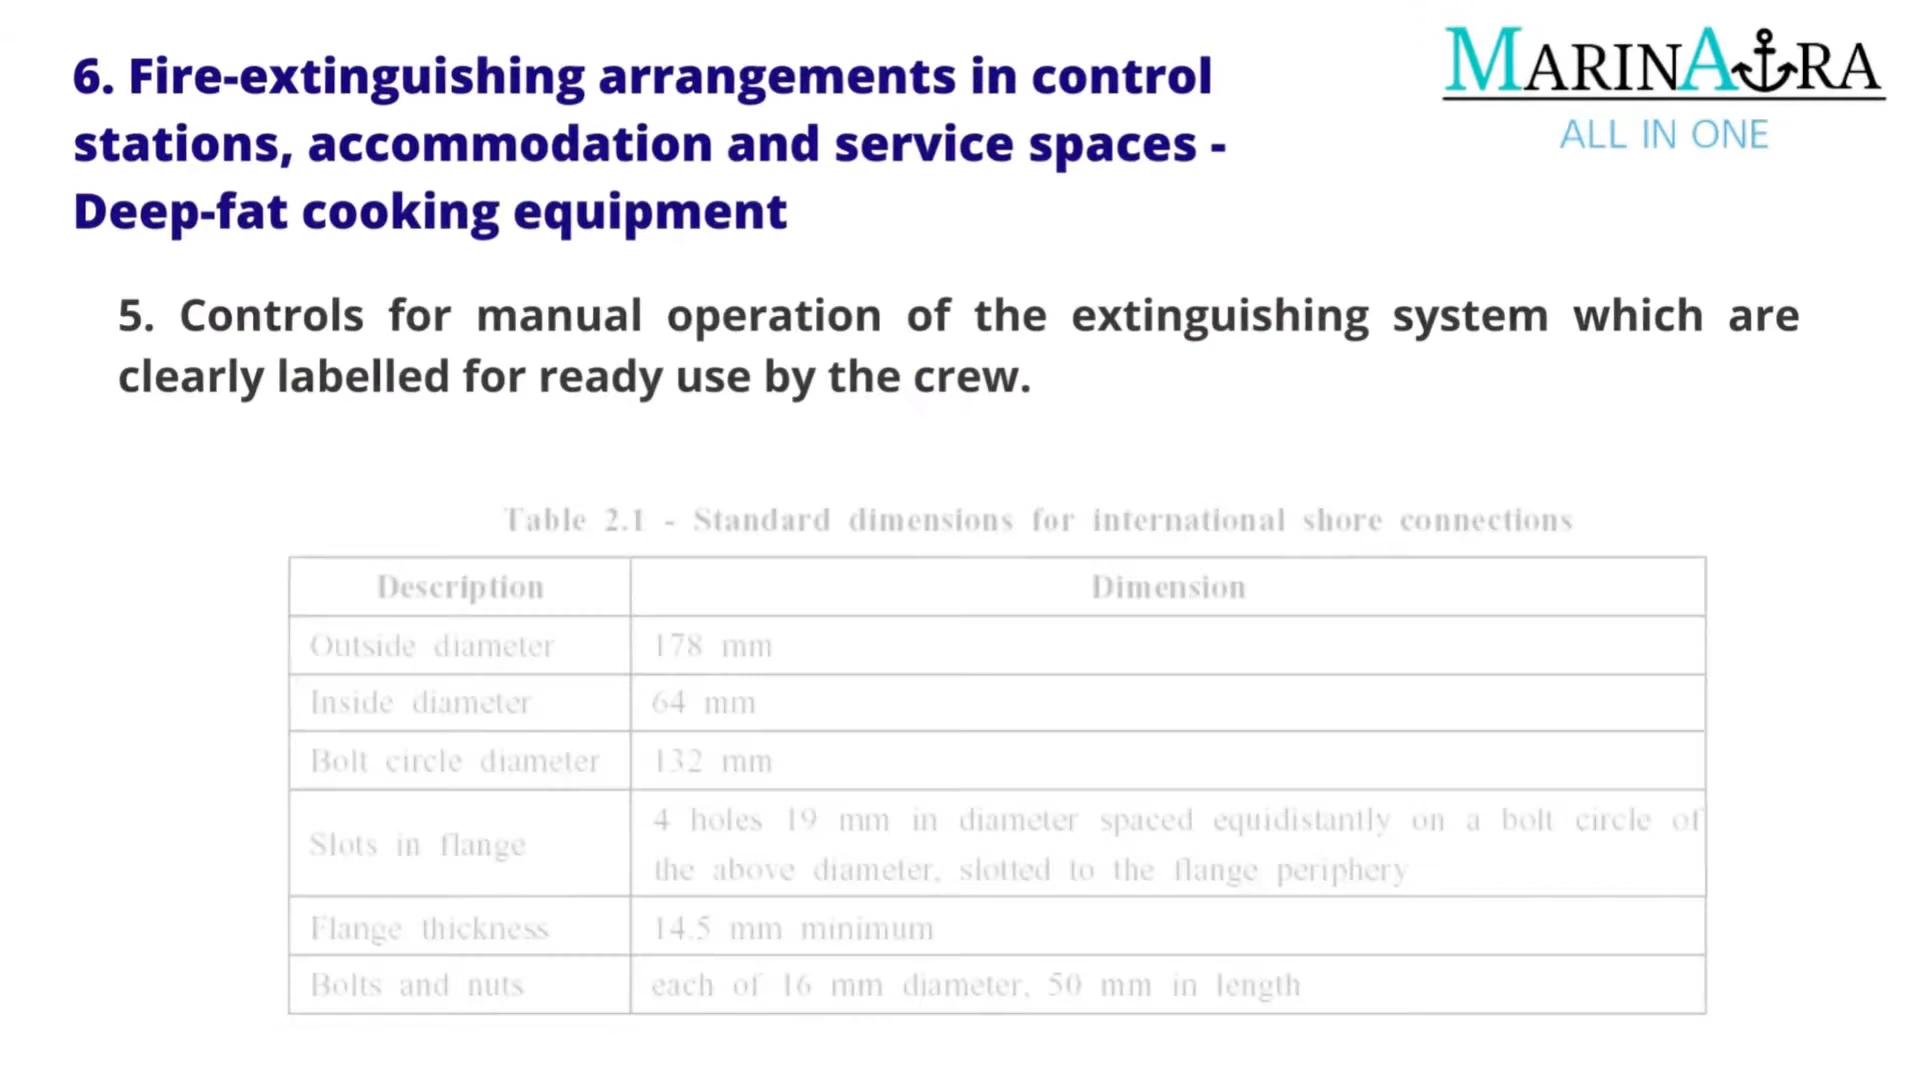 6. Fire-extinguishing arrangements in control
stations, accommodation and service spaces -
Deep-fat cooking equipment
MARINAURA
ALL IN ONE
5. Controls for manual operation of the extinguishing system which are
clearly labelled for ready use by the crew.
Table 2.1 - Standard dimensions for international shore connections
Description Dimension
Outside diameter 178 mm
Inside diameter 64 mm
Bolt circle diameter 132 mm
Slots in flange 4 holes 19 mm in diameter spaced equidistantly on a bolt circle of
the above diameter, slotted to the flange periphery
Flange thickness 14.5 mm minimum
Bolts and nuts each of 16 mm diameter, 50 mm in length